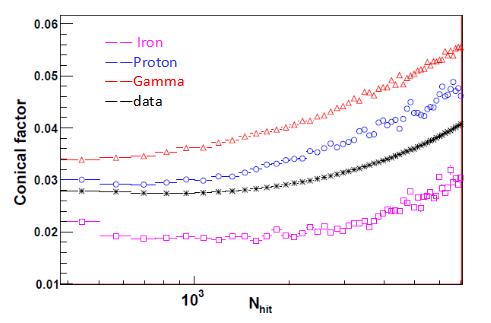 0.06
0.05
0.04
0.03
0.02
0.01
Conical factor
Iron
Proton
Gamma
data
10³
Nhit